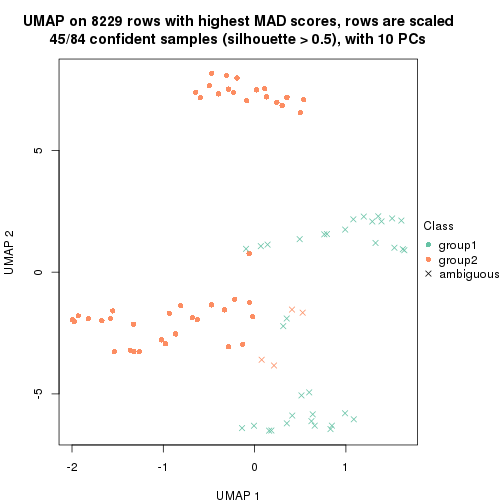 UMAP on 8229 rows with highest MAD scores, rows are scaled
45/84 confident samples (silhouette > 0.5), with 10 PCs
5
0
-5
UMAP 2
-2
-1
0
1
UMAP 1
Class
group1
group2
ambiguous